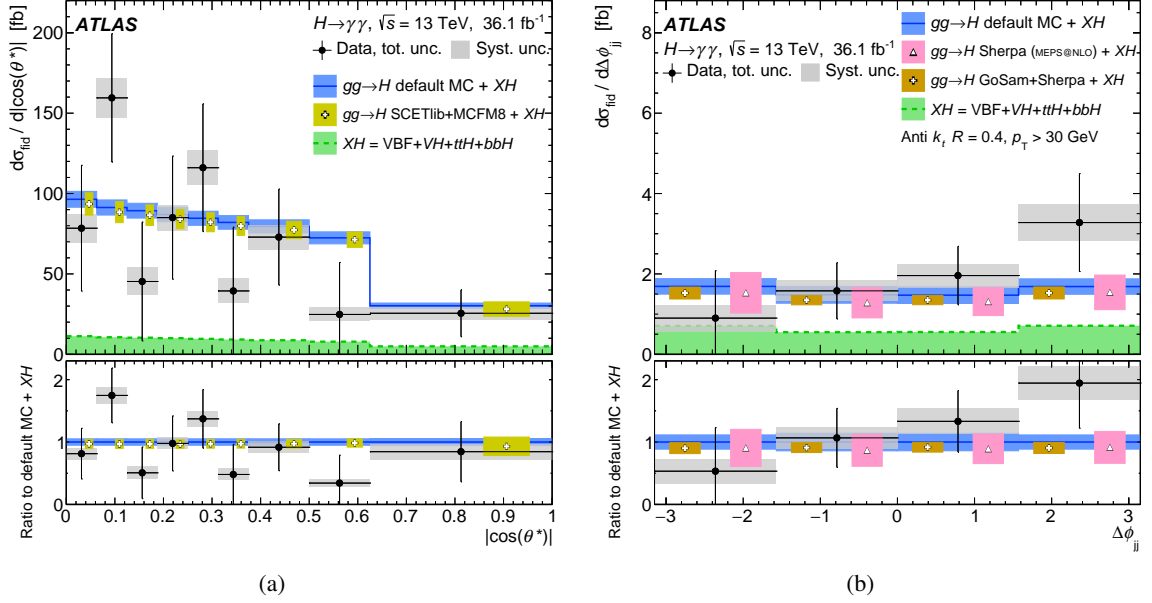 ATLAS
H→γγ, √s = 13 TeV, 36.1 fb⁻¹
Data, tot. unc. Syst. unc.
gg→H default MC + XH
gg→H SCETlib+MCFM8 + XH
XH = VBF+VH+ttH+bbH
dσ_fid / d|cos(θ*)| [fb]
200
150
100
50
0
Ratio to default MC + XH
2
1
0
0 0.1 0.2 0.3 0.4 0.5 0.6 0.7 0.8 0.9 1
|cos(θ*)|
(a)
ATLAS
H→γγ, √s = 13 TeV, 36.1 fb⁻¹
Data, tot. unc. Syst. unc.
gg→H default MC + XH
gg→H Sherpa (MEPS@NLO) + XH
gg→H GoSam+Sherpa + XH
XH = VBF+VH+ttH+bbH
Anti k_t R = 0.4, p_T > 30 GeV
dσ_fid / dΔφ_jj [fb]
8
6
4
2
0
Ratio to default MC + XH
2
1
0
−3 −2 −1 0 1 2 3
Δφ_jj
(b)